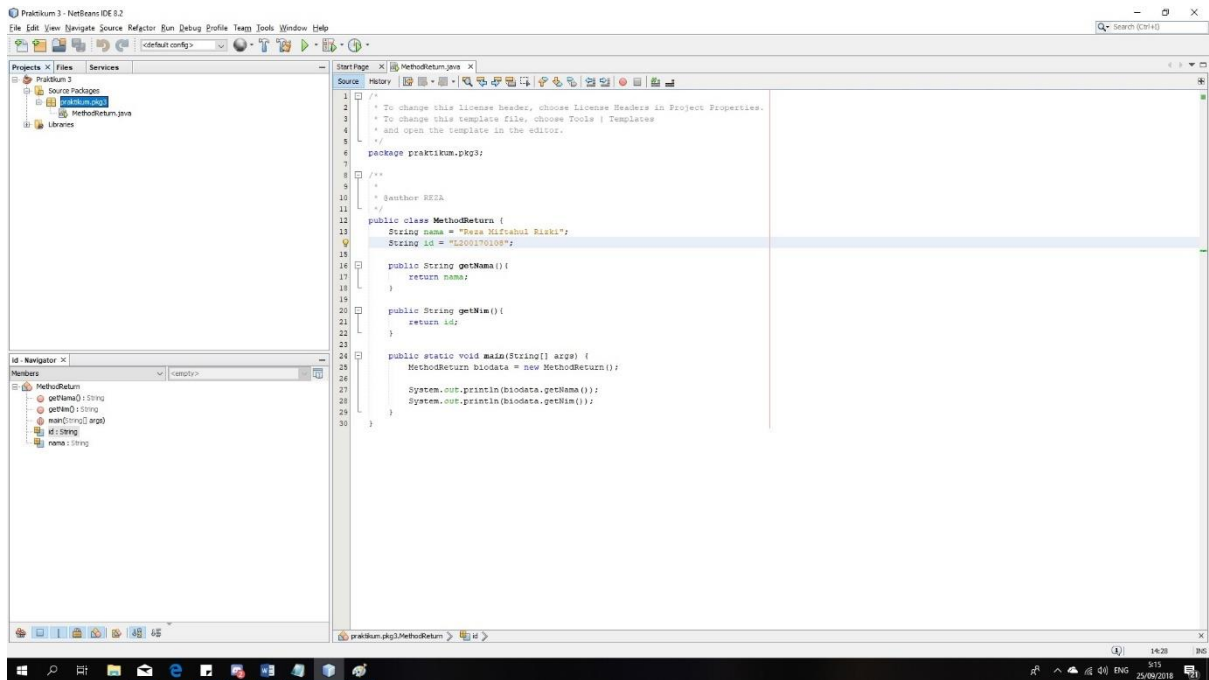 Praktikum 3 - NetBeans IDE 8.2
File Edit View Navigate Source Refactor Run Debug Profile Team Tools Window Help
Search (Ctrl+I)
<default config>
Projects Files Services
Praktikum 3
Source Packages
praktikum.pkg3
MethodReturn.java
Libraries
Start Page MethodReturn.java
Source History
1 /*
2 * To change this license header, choose License Headers in Project Properties.
3 * To change this template file, choose Tools | Templates
4 * and open the template in the editor.
5 */
6 package praktikum.pkg3;
7
8 /**
9 *
10 * @author REZA
11 */
12 public class MethodReturn {
13 String nama = "Reza Miftahul Rizki";
String id = "L200170108";
15
16 public String getNama(){
17 return nama;
18 }
19
20 public String getNim(){
21 return id;
22 }
23
24 public static void main(String[] args) {
25 MethodReturn biodata = new MethodReturn();
26
27 System.out.println(biodata.getNama());
28 System.out.println(biodata.getNim());
29 }
30 }
id - Navigator
Members <empty>
MethodReturn
getNama() : String
getNim() : String
main(String[] args)
id : String
nama : String
praktikum.pkg3.MethodReturn id
14:28 INS
ENG
5:15
25/09/2018